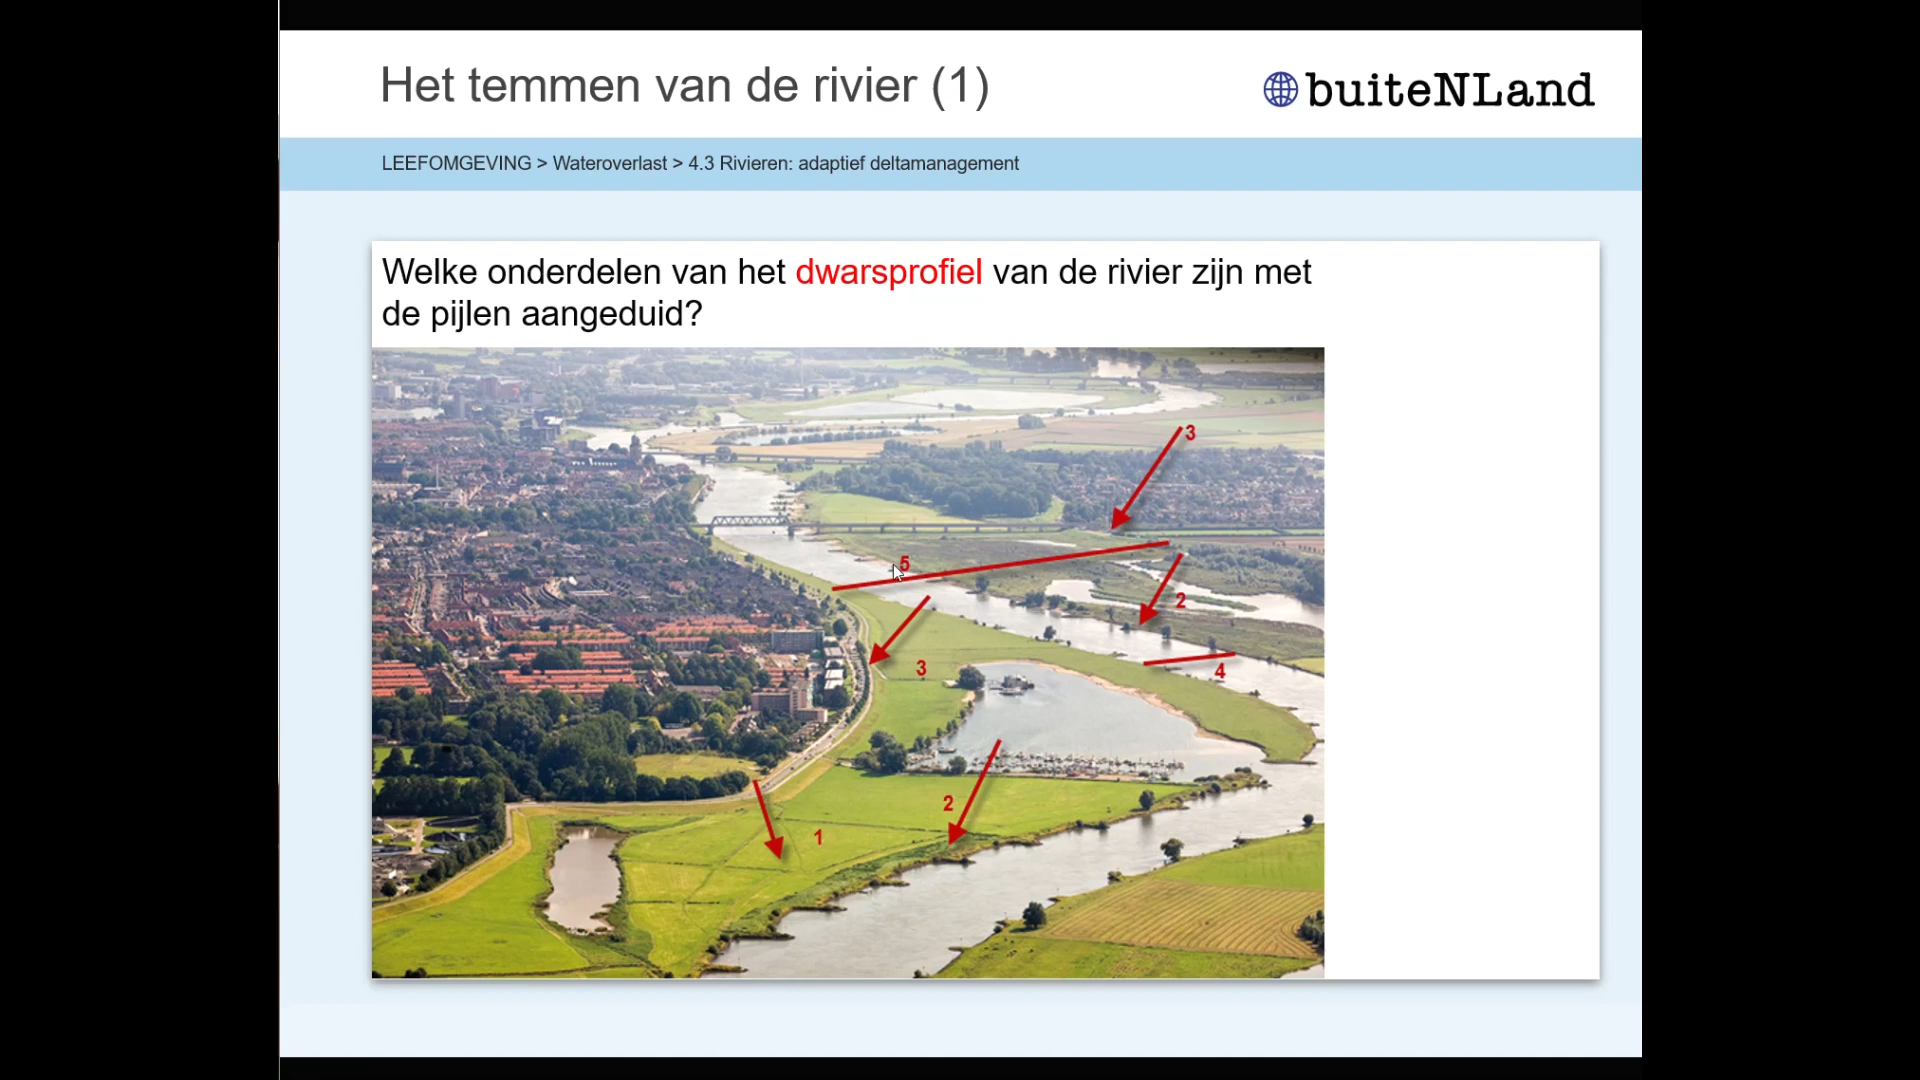 Het temmen van de rivier (1)
buiteNLand
LEEFOMGEVING > Wateroverlast > 4.3 Rivieren: adaptief deltamanagement
Welke onderdelen van het dwarsprofiel van de rivier zijn met
de pijlen aangeduid?
3
5
2
3
4
2
1